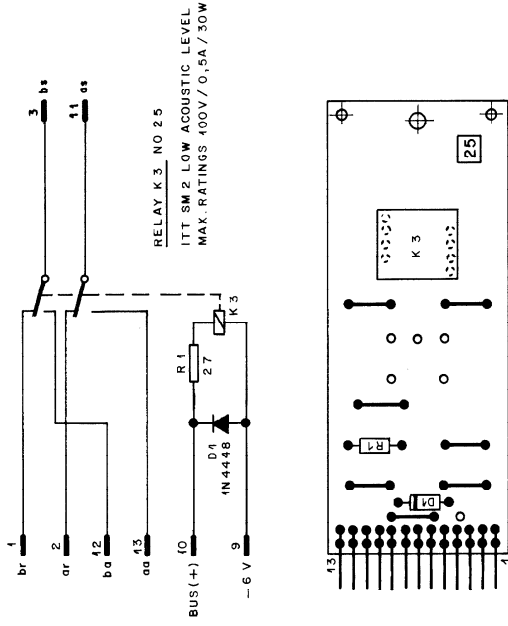 3 bs
11 as
RELAY K3 NO 25
ITT SM 2 LOW ACOUSTIC LEVEL
MAX. RATINGS 100V / 0,5A / 30W
K3
R1
27
D1
1N4448
1
br
2
ar
12
ba
13
aa
10
BUS(+)
9
-6V
25
K3
R1
D1
13
1